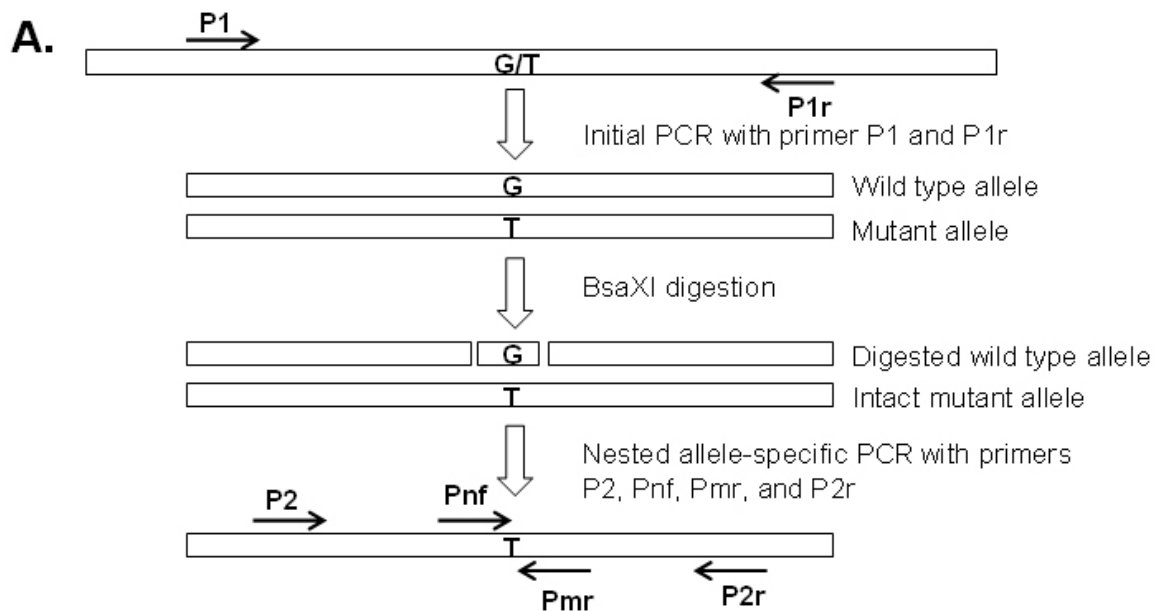 A.
P1
G/T
P1r
Initial PCR with primer P1 and P1r
G
Wild type allele
T
Mutant allele
BsaXI digestion
G
Digested wild type allele
T
Intact mutant allele
Nested allele-specific PCR with primers
P2, Pnf, Pmr, and P2r
P2
Pnf
T
Pmr
P2r